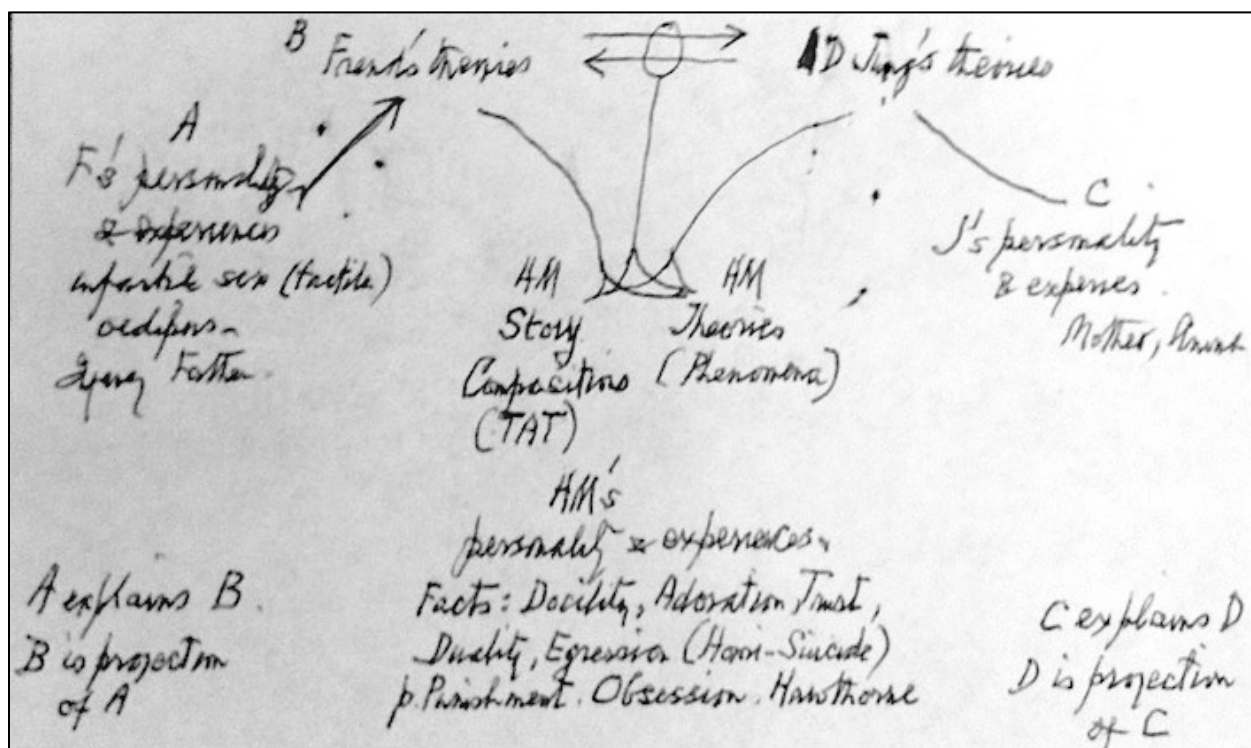 B Freud's theories
D Jung's theories
A
F's personality
& experiences
infantile sex (tactile)
oedipus
Father.
C
J's personality
& experiences.
Mother,
HM
Story
Compositions
(TAT)
HM
Theories
(Phenomena)
HM's
personality & experiences.
Facts: Docility, Adoration, Trust,
Duality, Egression (Homi-Suicide)
p. Punishment. Obsession. Hawthorne
A explains B.
B is projection
of A
C explains D
D is projection
of C